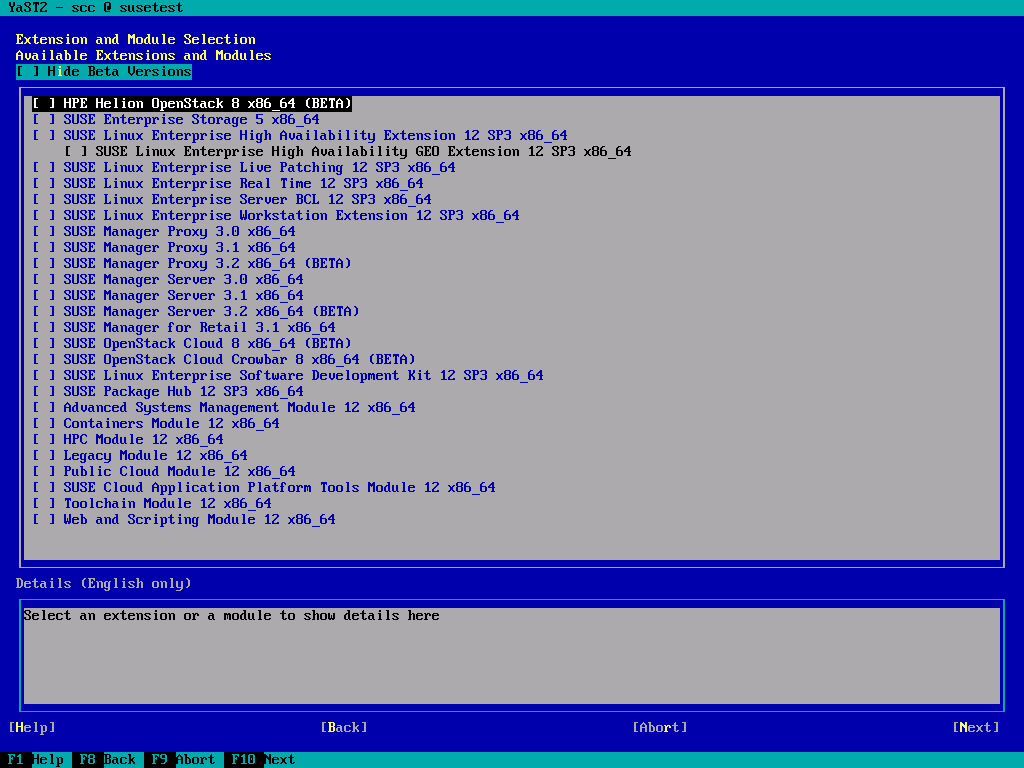 YaST2 - scc @ susetest
Extension and Module Selection
Available Extensions and Modules
[ ] Hide Beta Versions
[ ] HPE Helion OpenStack 8 x86_64 (BETA)
[ ] SUSE Enterprise Storage 5 x86_64
[ ] SUSE Linux Enterprise High Availability Extension 12 SP3 x86_64
[ ] SUSE Linux Enterprise High Availability GEO Extension 12 SP3 x86_64
[ ] SUSE Linux Enterprise Live Patching 12 SP3 x86_64
[ ] SUSE Linux Enterprise Real Time 12 SP3 x86_64
[ ] SUSE Linux Enterprise Server BCL 12 SP3 x86_64
[ ] SUSE Linux Enterprise Workstation Extension 12 SP3 x86_64
[ ] SUSE Manager Proxy 3.0 x86_64
[ ] SUSE Manager Proxy 3.1 x86_64
[ ] SUSE Manager Proxy 3.2 x86_64 (BETA)
[ ] SUSE Manager Server 3.0 x86_64
[ ] SUSE Manager Server 3.1 x86_64
[ ] SUSE Manager Server 3.2 x86_64 (BETA)
[ ] SUSE Manager for Retail 3.1 x86_64
[ ] SUSE OpenStack Cloud 8 x86_64 (BETA)
[ ] SUSE OpenStack Cloud Crowbar 8 x86_64 (BETA)
[ ] SUSE Linux Enterprise Software Development Kit 12 SP3 x86_64
[ ] SUSE Package Hub 12 SP3 x86_64
[ ] Advanced Systems Management Module 12 x86_64
[ ] Containers Module 12 x86_64
[ ] HPC Module 12 x86_64
[ ] Legacy Module 12 x86_64
[ ] Public Cloud Module 12 x86_64
[ ] SUSE Cloud Application Platform Tools Module 12 x86_64
[ ] Toolchain Module 12 x86_64
[ ] Web and Scripting Module 12 x86_64
Details (English only)
Select an extension or a module to show details here
[Help] [Back] [Abort] [Next]
F1 Help F8 Back F9 Abort F10 Next